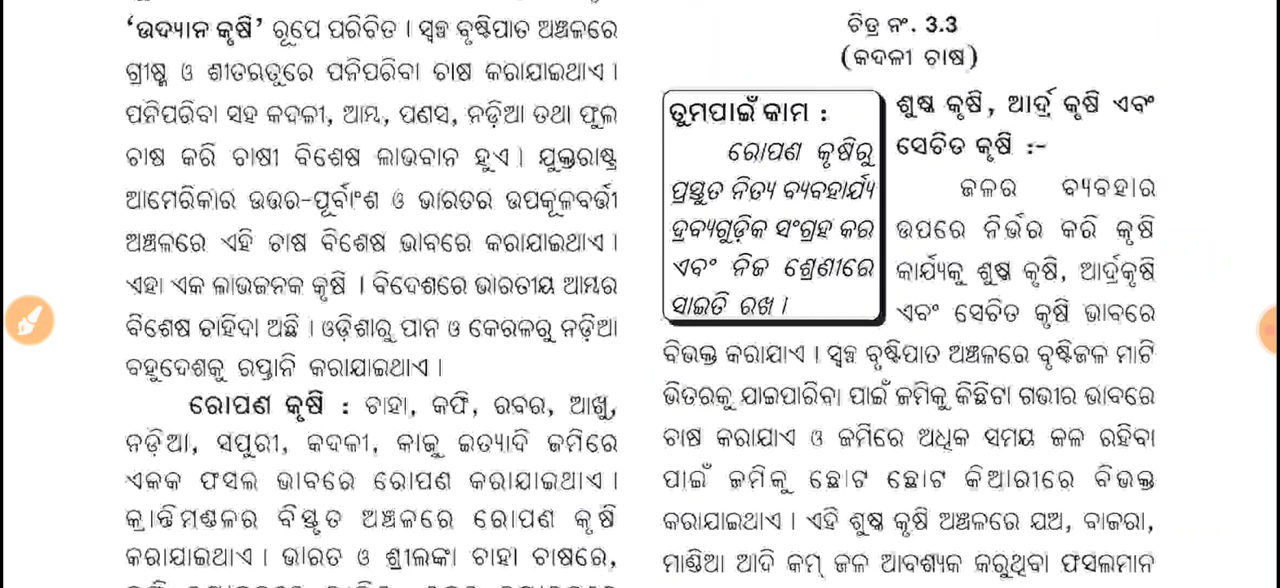 ‘ଉଦ୍ୟାନ କୃଷି’ ରୂପେ ପରିଚିତ । ସ୍ବଳ୍ପ ବୃଷ୍ଟିପାତ ଅଞ୍ଚଳରେ
ଗ୍ରୀଷ୍ମ ଓ ଶୀତଋତୁରେ ପନିପରିବା ଚାଷ କରାଯାଇଥାଏ ।
ପନିପରିବା ସହ କଦଳୀ, ଆମ୍ବ, ପଣସ, ନଡ଼ିଆ ତଥା ଫୁଲ
ଚାଷ କରି ଚାଷୀ ବିଶେଷ ଲାଭବାନ ହୁଏ । ଯୁକ୍ତରାଷ୍ଟ୍ର
ଆମେରିକାର ଉତ୍ତର-ପୂର୍ବାଂଶ ଓ ଭାରତର ଉପକୂଳବର୍ତ୍ତୀ
ଅଞ୍ଚଳରେ ଏହି ଚାଷ ବିଶେଷ ଭାବରେ କରାଯାଇଥାଏ ।
ଏହା ଏକ ଲାଭଜନକ କୃଷି । ବିଦେଶରେ ଭାରତୀୟ ଆମ୍ବର
ବିଶେଷ ଚାହିଦା ଅଛି । ଓଡ଼ିଶାରୁ ପାନ ଓ କେରଳରୁ ନଡ଼ିଆ
ବହୁଦେଶକୁ ରପ୍ତାନି କରାଯାଇଥାଏ ।
ରୋପଣ କୃଷି : ଚାହା, କଫି, ରବର, ଆଖୁ,
ନଡ଼ିଆ, ସପୁରୀ, କଦଳୀ, କାଜୁ ଇତ୍ୟାଦି ଜମିରେ
ଏକକ ଫସଲ ଭାବରେ ରୋପଣ କରାଯାଇଥାଏ ।
କ୍ରାନ୍ତିମଣ୍ଡଳର ବିସ୍ତୃତ ଅଞ୍ଚଳରେ ରୋପଣ କୃଷି
କରାଯାଇଥାଏ । ଭାରତ ଓ ଶ୍ରୀଲଙ୍କା ଚାହା ଚାଷରେ,
ଚିତ୍ର ନଂ. 3.3
(କଦଳୀ ଚାଷ)
ତୁମପାଇଁ କାମ :
ରୋପଣ କୃଷିରୁ
ପ୍ରସ୍ତୁତ ନିତ୍ୟ ବ୍ୟବହାର୍ଯ୍ୟ
ଦ୍ରବ୍ୟଗୁଡ଼ିକ ସଂଗ୍ରହ କର
ଏବଂ ନିଜ ଶ୍ରେଣୀରେ
ସାଇତି ରଖ ।
ଶୁଷ୍କ କୃଷି, ଆର୍ଦ୍ର କୃଷି ଏବଂ
ସେଚିତ କୃଷି :-
ଜଳର ବ୍ୟବହାର
ଉପରେ ନିର୍ଭର କରି କୃଷି
କାର୍ଯ୍ୟକୁ ଶୁଷ୍କ କୃଷି, ଆର୍ଦ୍ରକୃଷି
ଏବଂ ସେଚିତ କୃଷି ଭାବରେ
ବିଭକ୍ତ କରାଯାଏ । ସ୍ବଳ୍ପ ବୃଷ୍ଟିପାତ ଅଞ୍ଚଳରେ ବୃଷ୍ଟିଜଳ ମାଟି
ଭିତରକୁ ଯାଇପାରିବା ପାଇଁ ଜମିକୁ କିଛିଟା ଗଭୀର ଭାବରେ
ଚାଷ କରାଯାଏ ଓ ଜମିରେ ଅଧିକ ସମୟ ଜଳ ରହିବା
ପାଇଁ ଜମିକୁ ଛୋଟ ଛୋଟ କିଆରୀରେ ବିଭକ୍ତ
କରାଯାଇଥାଏ । ଏହି ଶୁଷ୍କ କୃଷି ଅଞ୍ଚଳରେ ଯଅ, ବାଜରା,
ମାଣ୍ଡିଆ ଆଦି କମ୍ ଜଳ ଆବଶ୍ୟକ କରୁଥିବା ଫସଲମାନ